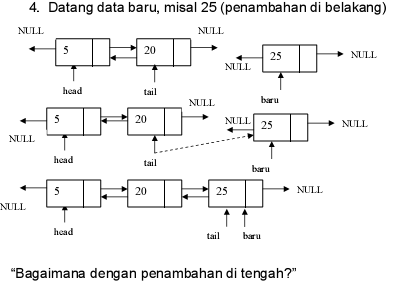 4. Datang data baru, misal 25 (penambahan di belakang)
NULL NULL
5 20 25 NULL
NULL
head tail baru
NULL
5 20 NULL 25 NULL
NULL
head tail baru
5 20 25 NULL
NULL
head tail baru
“Bagaimana dengan penambahan di tengah?”